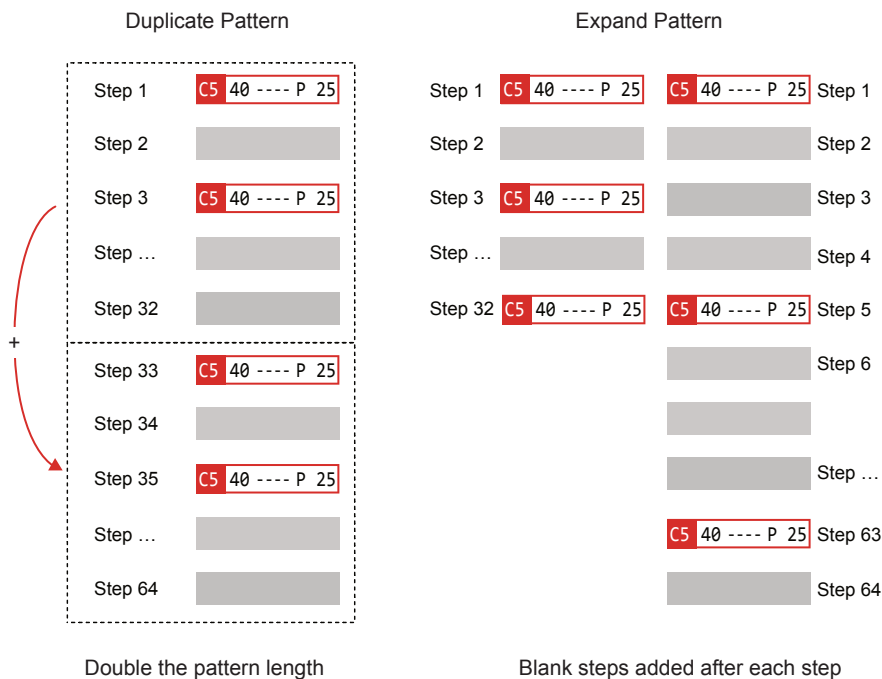 Duplicate Pattern
Step 1 C5 40 ---- P 25
Step 2
Step 3 C5 40 ---- P 25
Step …
Step 32
+
Step 33 C5 40 ---- P 25
Step 34
Step 35 C5 40 ---- P 25
Step …
Step 64
Double the pattern length
Expand Pattern
Step 1 C5 40 ---- P 25 C5 40 ---- P 25 Step 1
Step 2 Step 2
Step 3 C5 40 ---- P 25 Step 3
Step … Step 4
Step 32 C5 40 ---- P 25 C5 40 ---- P 25 Step 5
Step 6
Step …
C5 40 ---- P 25 Step 63
Step 64
Blank steps added after each step